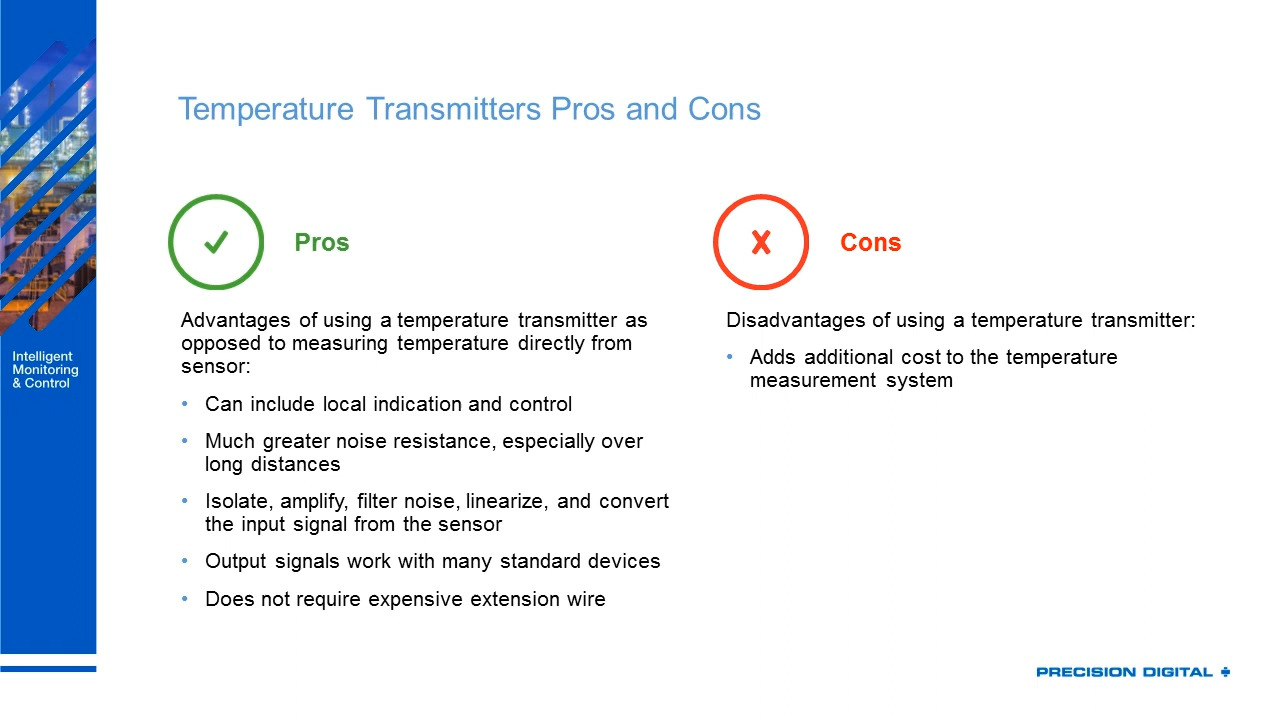 Temperature Transmitters Pros and Cons
Pros
Advantages of using a temperature transmitter as
opposed to measuring temperature directly from
sensor:
• Can include local indication and control
• Much greater noise resistance, especially over
long distances
• Isolate, amplify, filter noise, linearize, and convert
the input signal from the sensor
• Output signals work with many standard devices
• Does not require expensive extension wire
Cons
Disadvantages of using a temperature transmitter:
• Adds additional cost to the temperature
measurement system
Intelligent
Monitoring
& Control
PRECISION DIGITAL